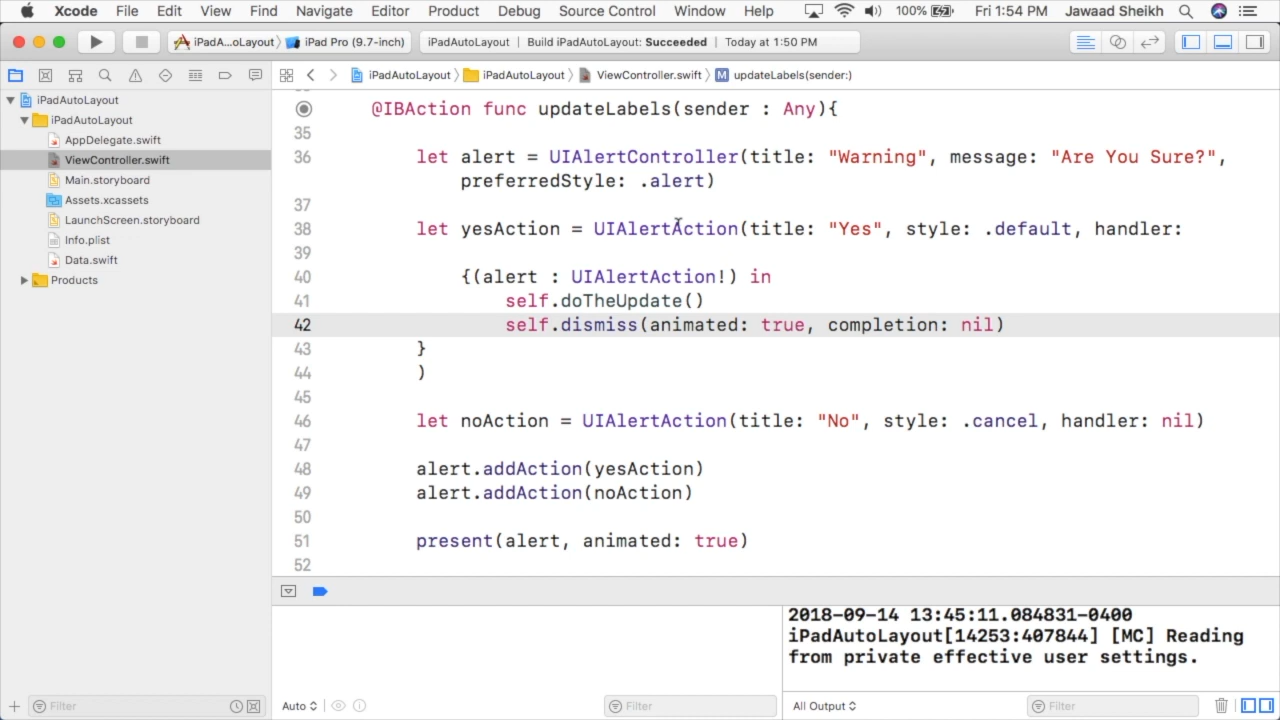 Xcode File Edit View Find Navigate Editor Product Debug Source Control Window Help 100% Fri 1:54 PM Jawaad Sheikh
iPadA...oLayout iPad Pro (9.7-inch) iPadAutoLayout | Build iPadAutoLayout: Succeeded | Today at 1:50 PM
iPadAutoLayout iPadAutoLayout ViewController.swift M updateLabels(sender:)
iPadAutoLayout
iPadAutoLayout
AppDelegate.swift
ViewController.swift
Main.storyboard
Assets.xcassets
LaunchScreen.storyboard
Info.plist
Data.swift
Products
@IBAction func updateLabels(sender : Any){
35
36 let alert = UIAlertController(title: "Warning", message: "Are You Sure?",
preferredStyle: .alert)
37
38 let yesAction = UIAlertAction(title: "Yes", style: .default, handler:
39
40 {(alert : UIAlertAction!) in
41 self.doTheUpdate()
42 self.dismiss(animated: true, completion: nil)
43 }
44 )
45
46 let noAction = UIAlertAction(title: "No", style: .cancel, handler: nil)
47
48 alert.addAction(yesAction)
49 alert.addAction(noAction)
50
51 present(alert, animated: true)
52
2018-09-14 13:45:11.084831-0400
iPadAutoLayout[14253:407844] [MC] Reading
from private effective user settings.
Filter Auto Filter All Output Filter